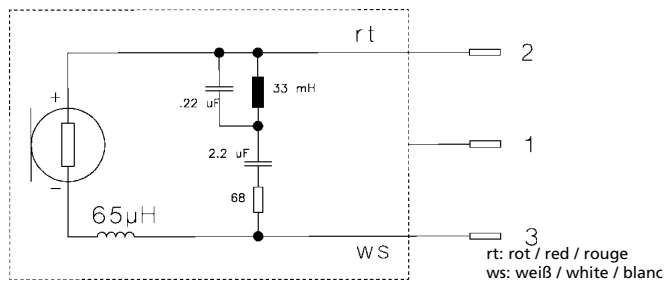 rt
2
+
33 mH
.22 uF
1
2.2 uF
–
68
65µH
3
ws
rt: rot / red / rouge
ws: weiß / white / blanc